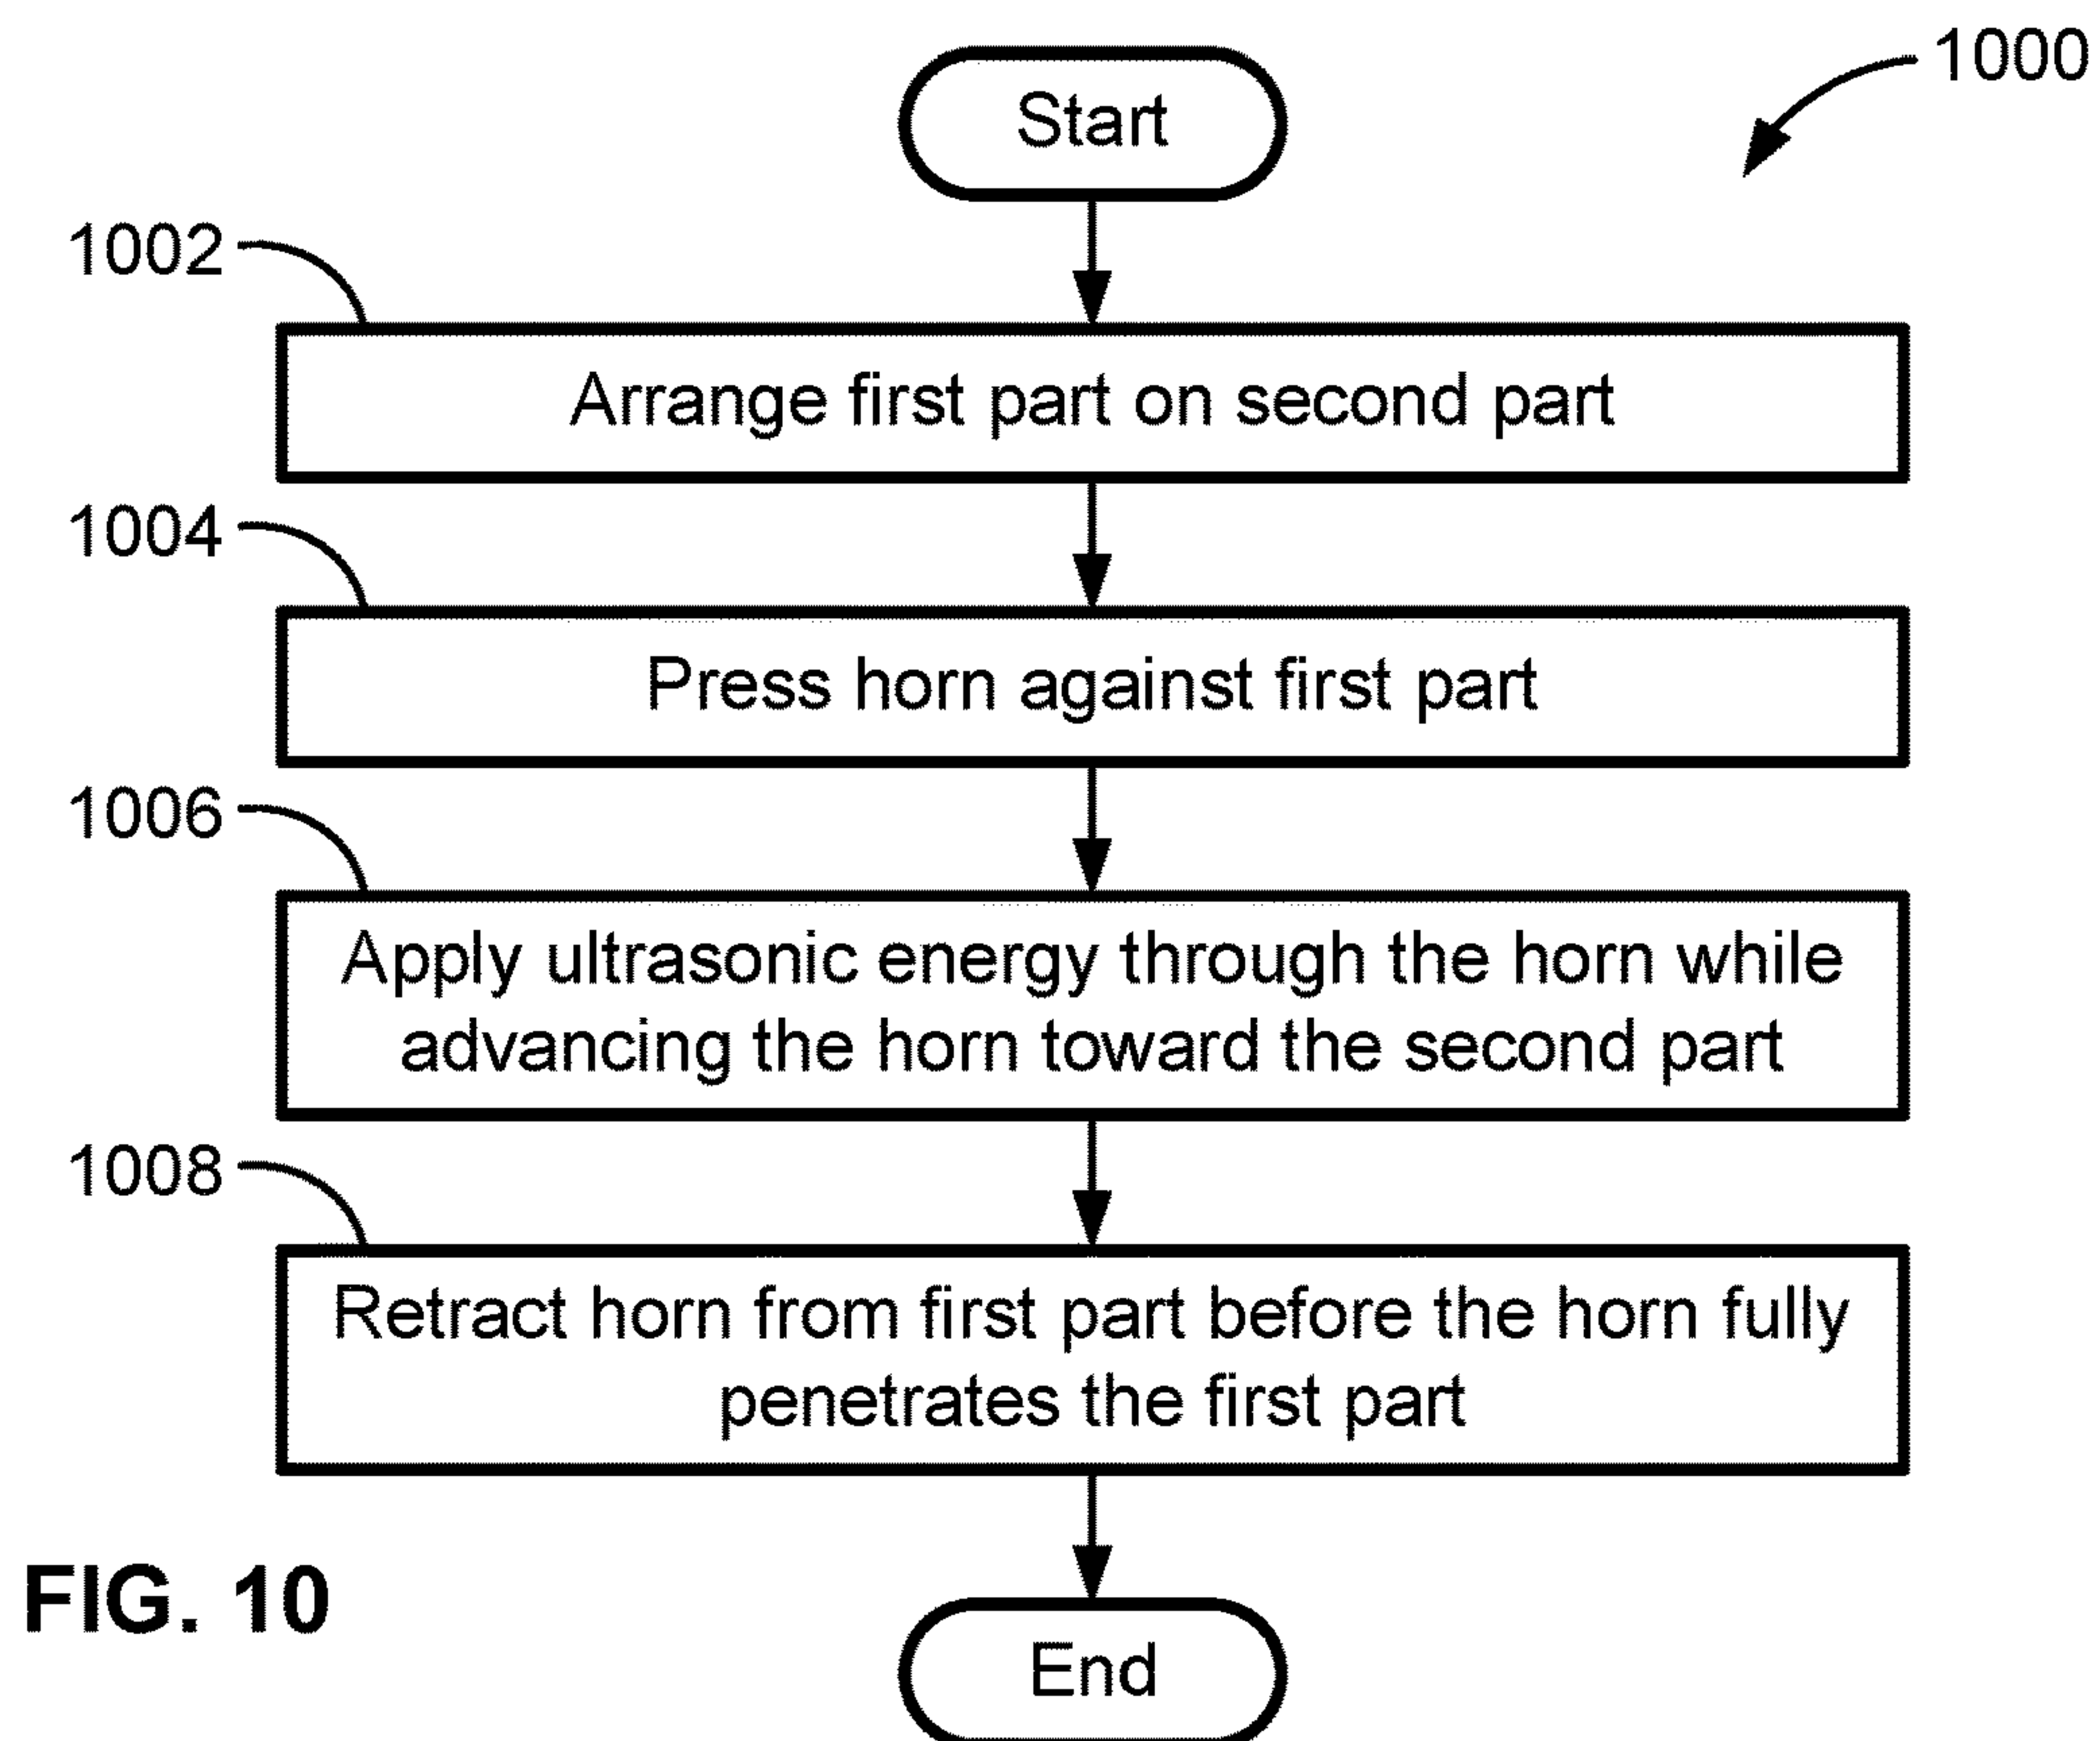 1000
Start
1002
Arrange first part on second part
1004
Press horn against first part
1006
Apply ultrasonic energy through the horn while
advancing the horn toward the second part
1008
Retract horn from first part before the horn fully
penetrates the first part
FIG. 10
End